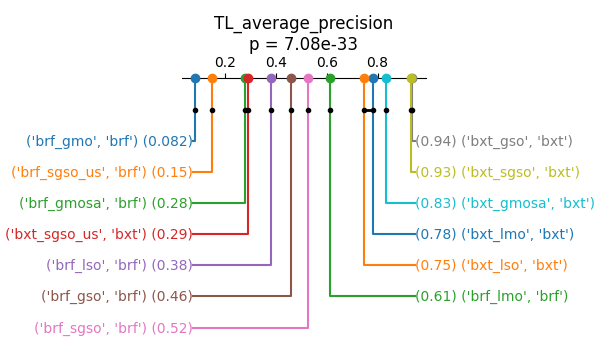 TL_average_precision
p = 7.08e-33
0.2 0.4 0.6 0.8
('brf_gmo', 'brf') (0.082) (0.94) ('bxt_gso', 'bxt')
('brf_sgso_us', 'brf') (0.15) (0.93) ('bxt_sgso', 'bxt')
('brf_gmosa', 'brf') (0.28) (0.83) ('bxt_gmosa', 'bxt')
('bxt_sgso_us', 'bxt') (0.29) (0.78) ('bxt_lmo', 'bxt')
('brf_lso', 'brf') (0.38) (0.75) ('bxt_lso', 'bxt')
('brf_gso', 'brf') (0.46) (0.61) ('brf_lmo', 'brf')
('brf_sgso', 'brf') (0.52)